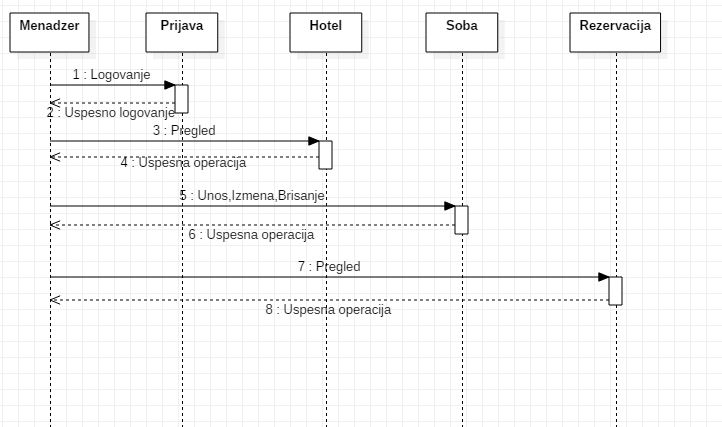 Menadzer
Prijava
Hotel
Soba
Rezervacija
1 : Logovanje
2 : Uspesno logovanje
3 : Pregled
4 : Uspesna operacija
5 : Unos,Izmena,Brisanje
6 : Uspesna operacija
7 : Pregled
8 : Uspesna operacija